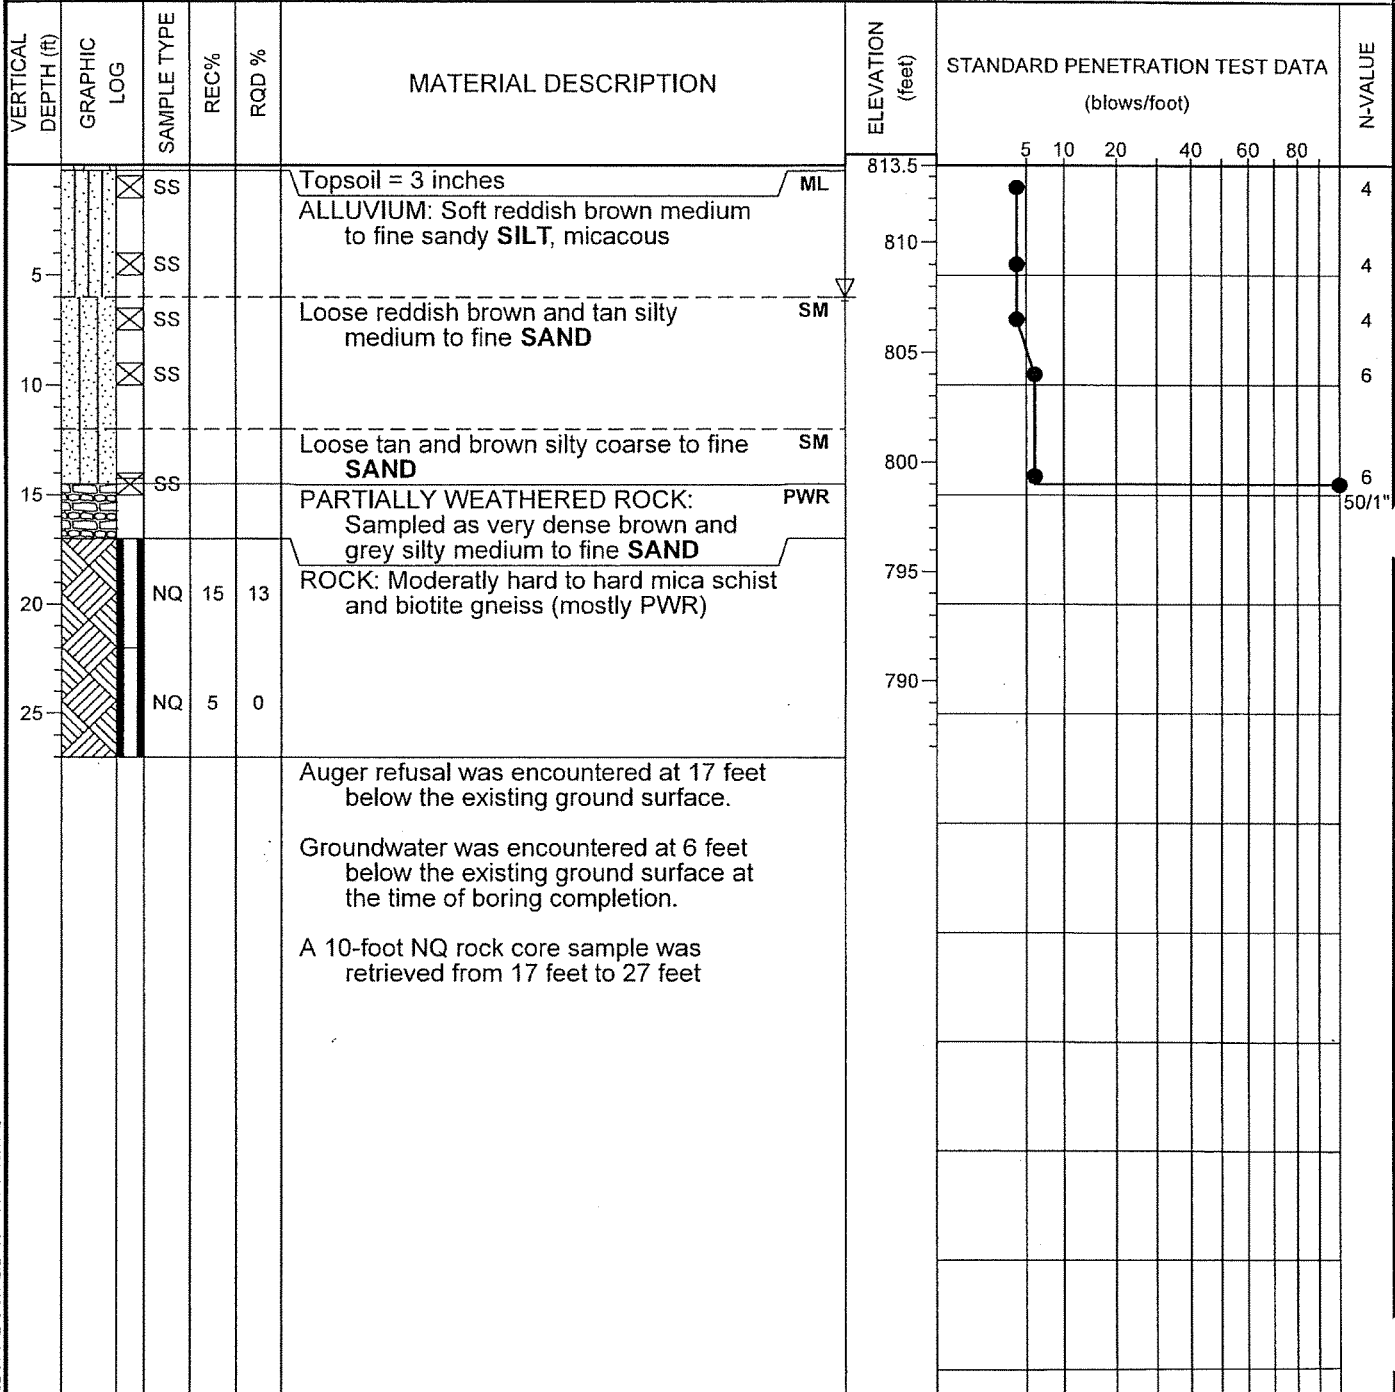 VERTICAL
DEPTH (ft)
GRAPHIC
LOG
SAMPLE TYPE
REC%
RQD %
MATERIAL DESCRIPTION
ELEVATION
(feet)
STANDARD PENETRATION TEST DATA
(blows/foot)
N-VALUE
5 10 20 40 60 80
813.5
SS
Topsoil = 3 inches
ML
4
ALLUVIUM: Soft reddish brown medium
to fine sandy SILT, micacous
810
5
SS
4
SS
Loose reddish brown and tan silty
medium to fine SAND
SM
4
805
10
SS
6
Loose tan and brown silty coarse to fine
SAND
SM
800
SS
6
50/1"
15
PARTIALLY WEATHERED ROCK:
Sampled as very dense brown and
grey silty medium to fine SAND
PWR
795
ROCK: Moderatly hard to hard mica schist
and biotite gneiss (mostly PWR)
20
NQ 15 13
790
NQ 5 0
25
Auger refusal was encountered at 17 feet
below the existing ground surface.
Groundwater was encountered at 6 feet
below the existing ground surface at
the time of boring completion.
A 10-foot NQ rock core sample was
retrieved from 17 feet to 27 feet